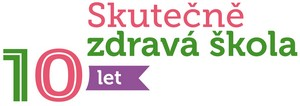 Skutečně
zdravá škola
10
let